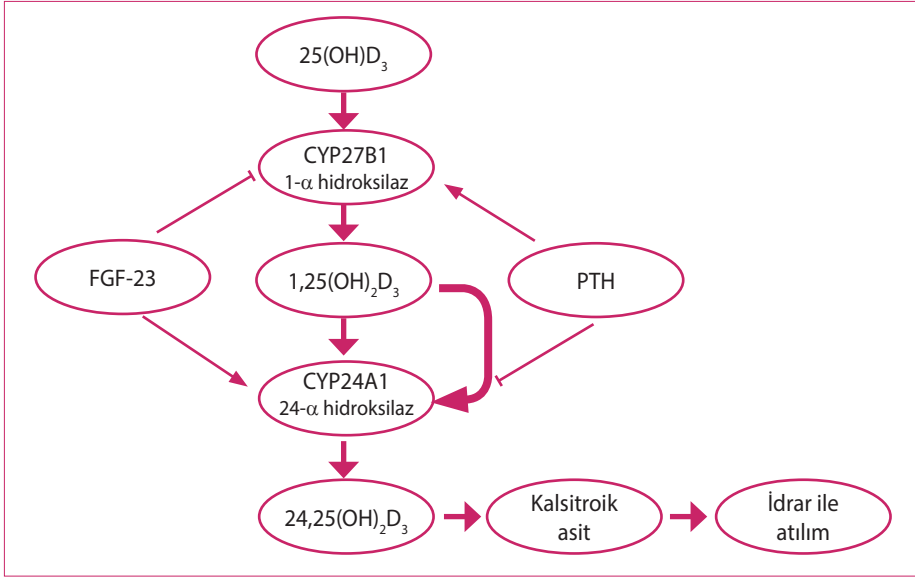 25(OH)D₃
CYP27B1
1-α hidroksilaz
FGF-23
1,25(OH)₂D₃
PTH
CYP24A1
24-α hidroksilaz
24,25(OH)₂D₃
Kalsitroik
asit
İdrar ile
atılım